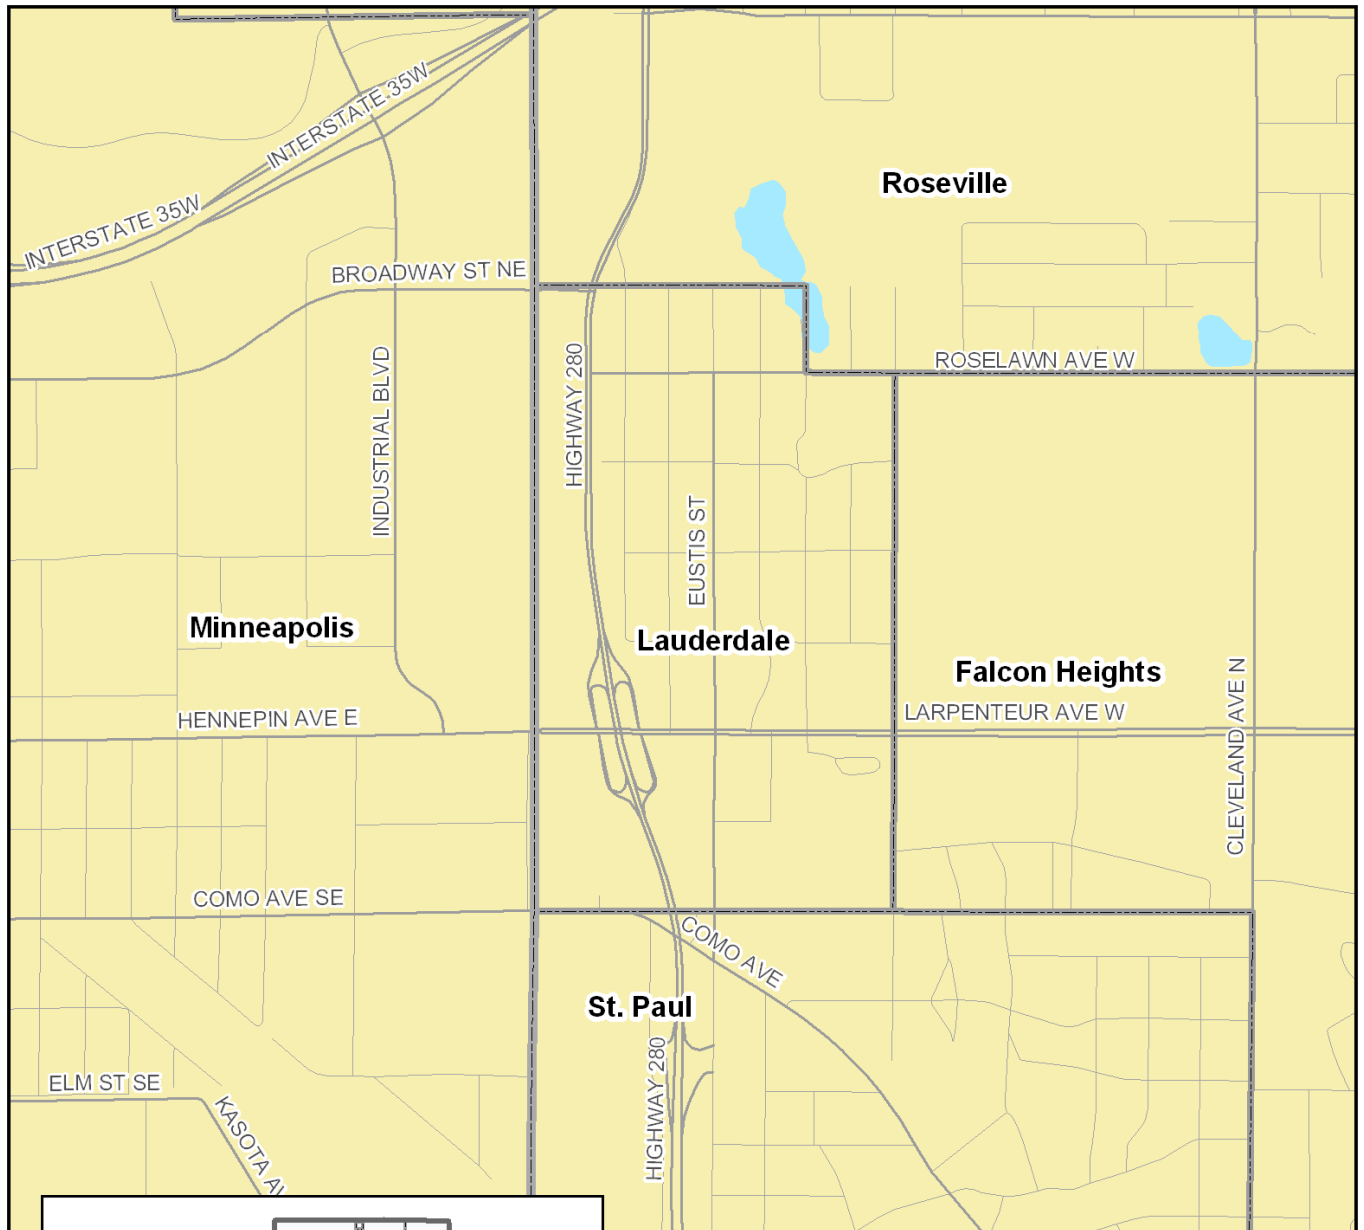 INTERSTATE 35W
Roseville
INTERSTATE 35W
BROADWAY ST NE
ROSELAWN AVE W
HIGHWAY 280
INDUSTRIAL BLVD
EUSTIS ST
Minneapolis
Lauderdale
Falcon Heights
LARPENTEUR AVE W
HENNEPIN AVE E
CLEVELAND AVE N
COMO AVE SE
COMO AVE
St. Paul
HIGHWAY 280
ELM ST SE
KASOTA